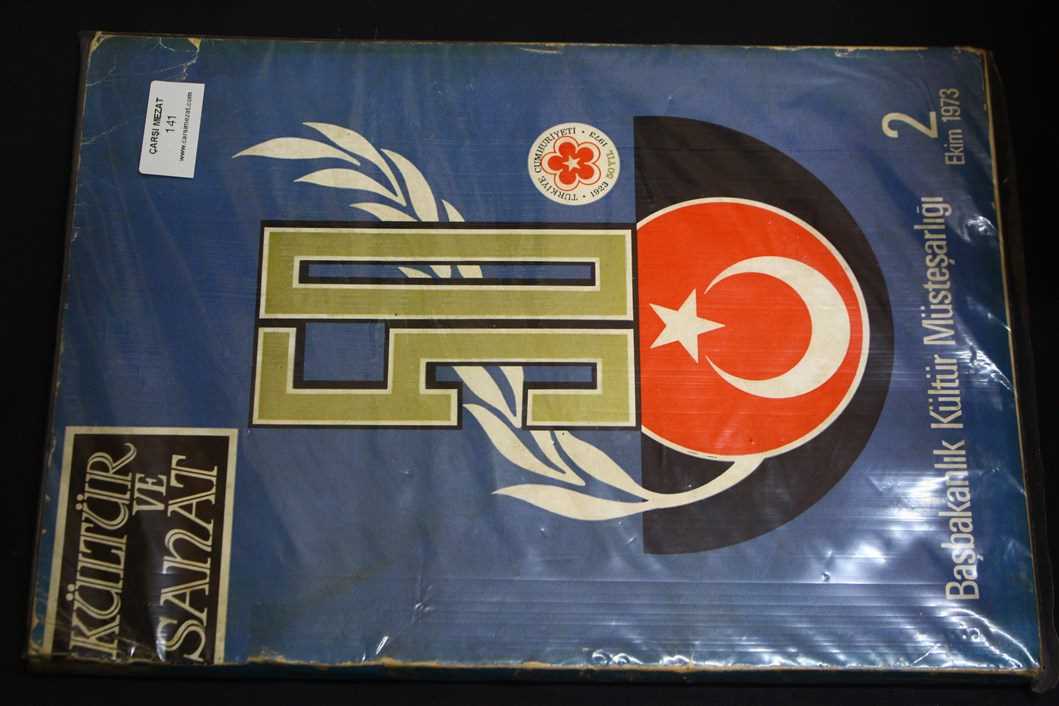 KÜLTÜR
VE
SANAT
ÇARŞI MEZAT
141
www.carsimezat.com
50
TÜRKİYE CUMHURİYETİ • 1923 • 50.YIL 1973 •
Başbakanlık Kültür Müsteşarlığı
2
Ekim 1973